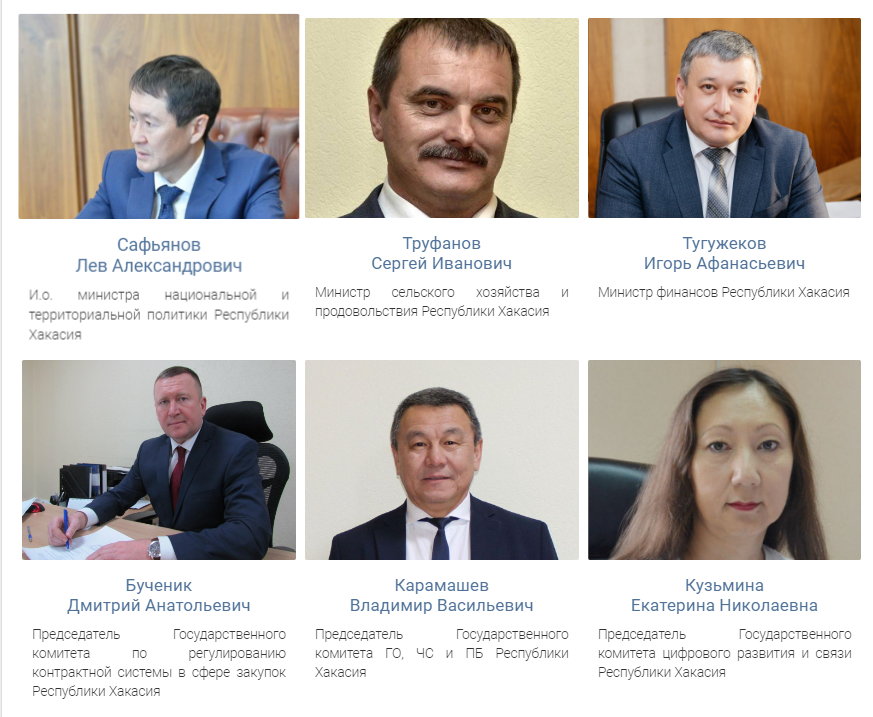 Сафьянов
Лев Александрович
И.о. министра национальной и
территориальной политики Республики
Хакасия
Труфанов
Сергей Иванович
Министр сельского хозяйства и
продовольствия Республики Хакасия
Тугужеков
Игорь Афанасьевич
Министр финансов Республики Хакасия
Бученик
Дмитрий Анатольевич
Председатель Государственного
комитета по регулированию
контрактной системы в сфере закупок
Республики Хакасия
Карамашев
Владимир Васильевич
Председатель Государственного
комитета ГО, ЧС и ПБ Республики
Хакасия
Кузьмина
Екатерина Николаевна
Председатель Государственного
комитета цифрового развития и связи
Республики Хакасия